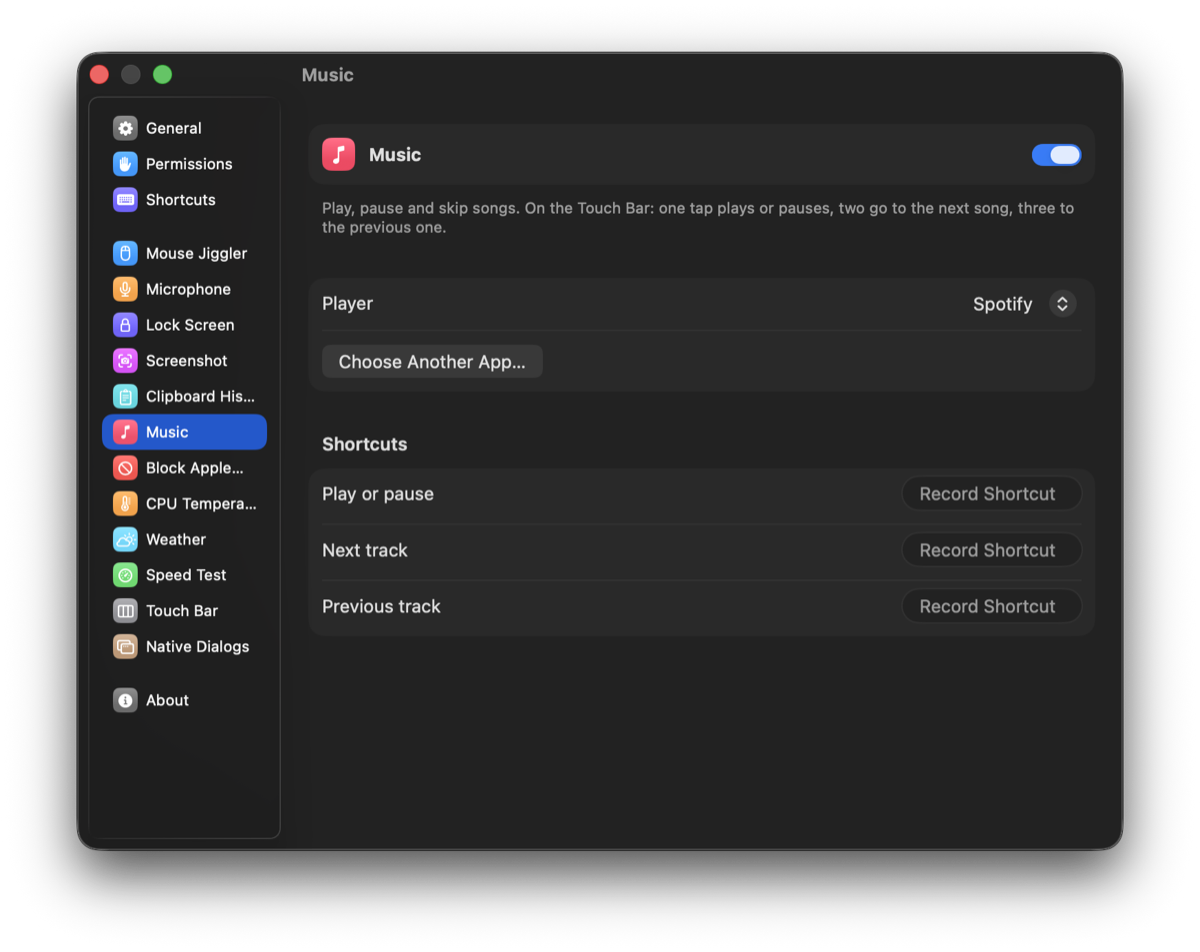 Music
General
Permissions
Shortcuts
Mouse Jiggler
Microphone
Lock Screen
Screenshot
Clipboard His...
Music
Block Apple...
CPU Tempera...
Weather
Speed Test
Touch Bar
Native Dialogs
About
Music
Play, pause and skip songs. On the Touch Bar: one tap plays or pauses, two go to the next song, three to
the previous one.
Player Spotify
Choose Another App...
Shortcuts
Play or pause Record Shortcut
Next track Record Shortcut
Previous track Record Shortcut